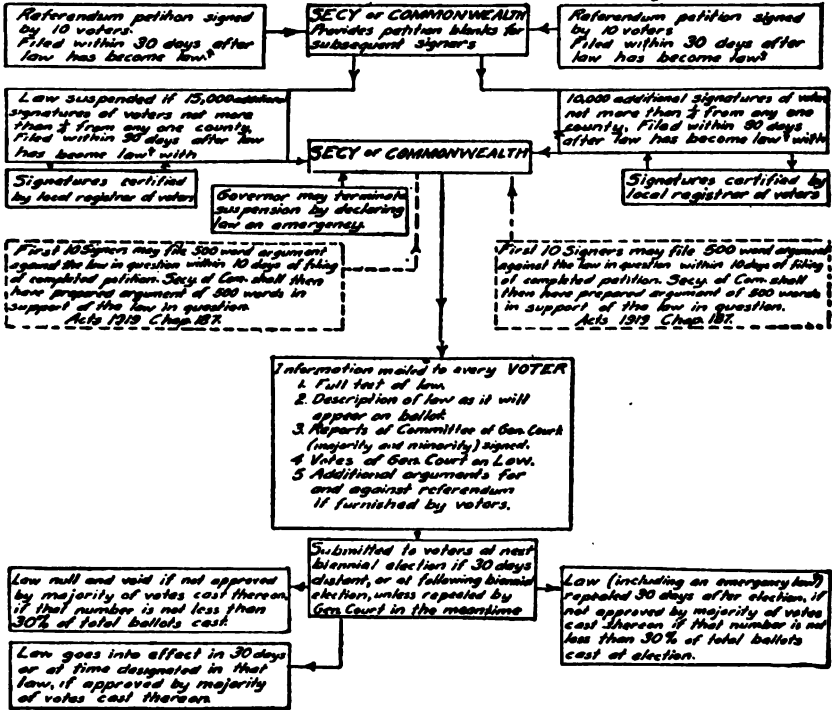 Referendum petition signed
by 10 voters.
Filed within 30 days after
law has become law.
SECY OF COMMONWEALTH
Provides petition blanks for
subsequent signers
Referendum petition signed
by 10 voters
Filed within 30 days after
law has become law
Law suspended if 15,000 additional
signatures of voters not more
than ¼ from any one county.
Filed within 90 days after law
has become law with
10,000 additional signatures of voters
not more than ¼ from any one
county. Filed within 90 days
after law has become law with
SECY OF COMMONWEALTH
Signatures certified
by local registrar of voters
Governor may terminate
suspension by declaring
law an emergency.
Signatures certified by
local registrar of voters
First 10 Signers may file 500 word argument
against the law in question within 10 days of filing
of completed petition. Secy. of Com. shall then
have prepared argument of 500 words in
support of the law in question.
Acts 1919 Chap. 187.
First 10 Signers may file 500 word argument
against the law in question within 10 days of filing
of completed petition. Secy. of Com. shall
then have prepared argument of 500 words
in support of the law in question.
Acts 1919 Chap. 187.
Information mailed to every VOTER
1. Full text of law.
2. Description of law as it will
appear on ballot.
3. Reports of Committee of Gen. Court
(majority and minority) signed.
4 Votes of Gen. Court on Law.
5 Additional arguments for
and against referendum
if furnished by voters.
Submitted to voters at next
biennial election if 30 days
distant, or at following biennial
election, unless repealed by
Gen. Court in the meantime
Law null and void if not approved
by majority of votes cast thereon,
if that number is not less than
30% of total ballots cast.
Law (including an emergency law)
repealed 30 days after election, if
not approved by majority of votes
cast thereon if that number is not
less than 30% of total ballots
cast at election.
Law goes into effect in 30 days
or at time designated in that
law, if approved by majority
of votes cast thereon.